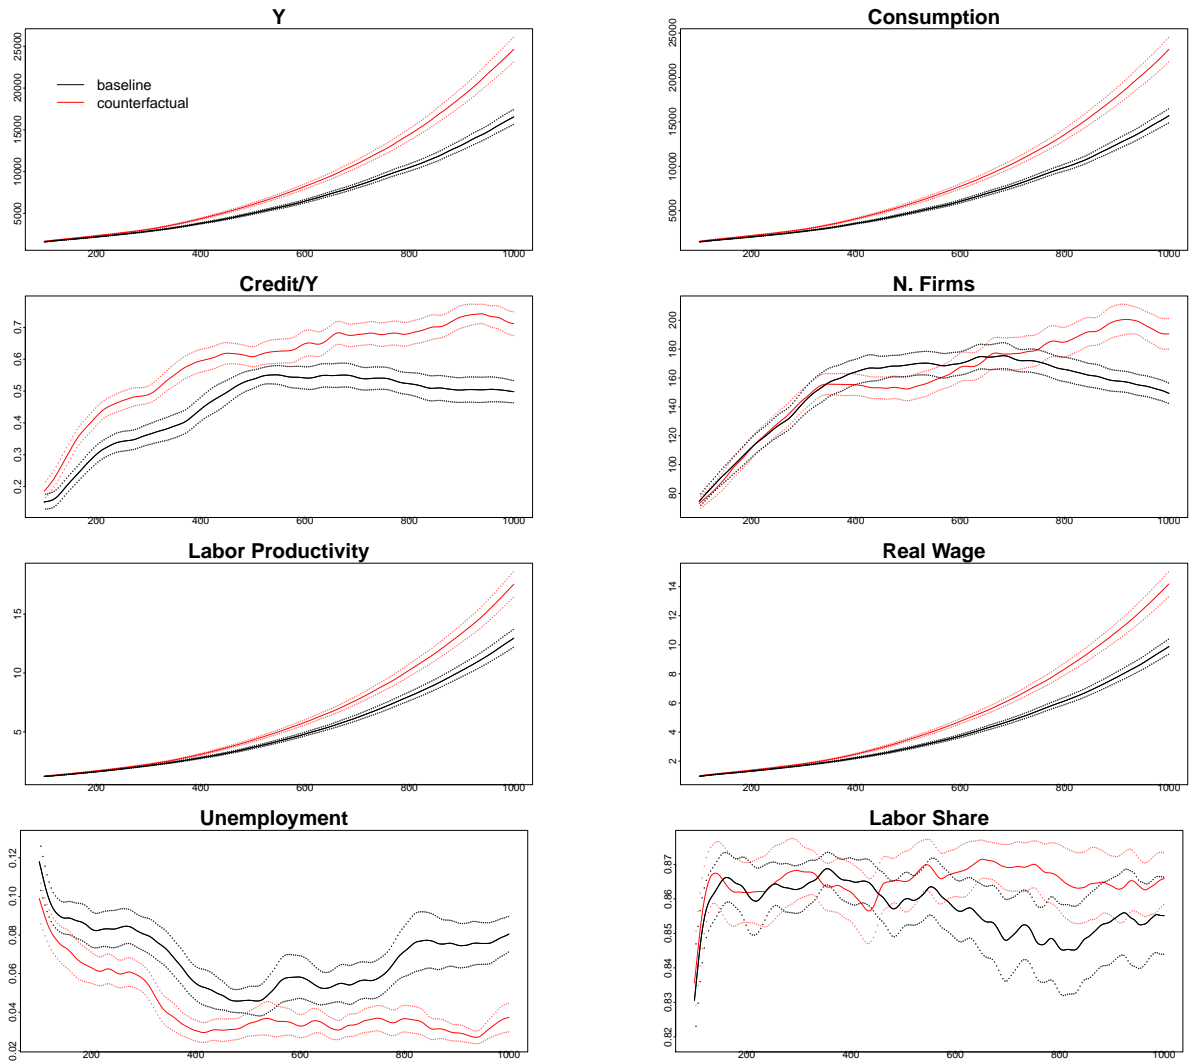 Y
25000
20000
15000
10000
5000
baseline
counterfactual
200 400 600 800 1000
Consumption
25000
20000
15000
10000
5000
200 400 600 800 1000
Credit/Y
0.7
0.6
0.5
0.4
0.3
0.2
200 400 600 800 1000
N. Firms
200
180
160
140
120
100
80
200 400 600 800 1000
Labor Productivity
15
10
5
200 400 600 800 1000
Real Wage
14
12
10
8
6
4
2
200 400 600 800 1000
Unemployment
0.12
0.10
0.08
0.06
0.04
0.02
200 400 600 800 1000
Labor Share
0.87
0.86
0.85
0.84
0.83
0.82
200 400 600 800 1000